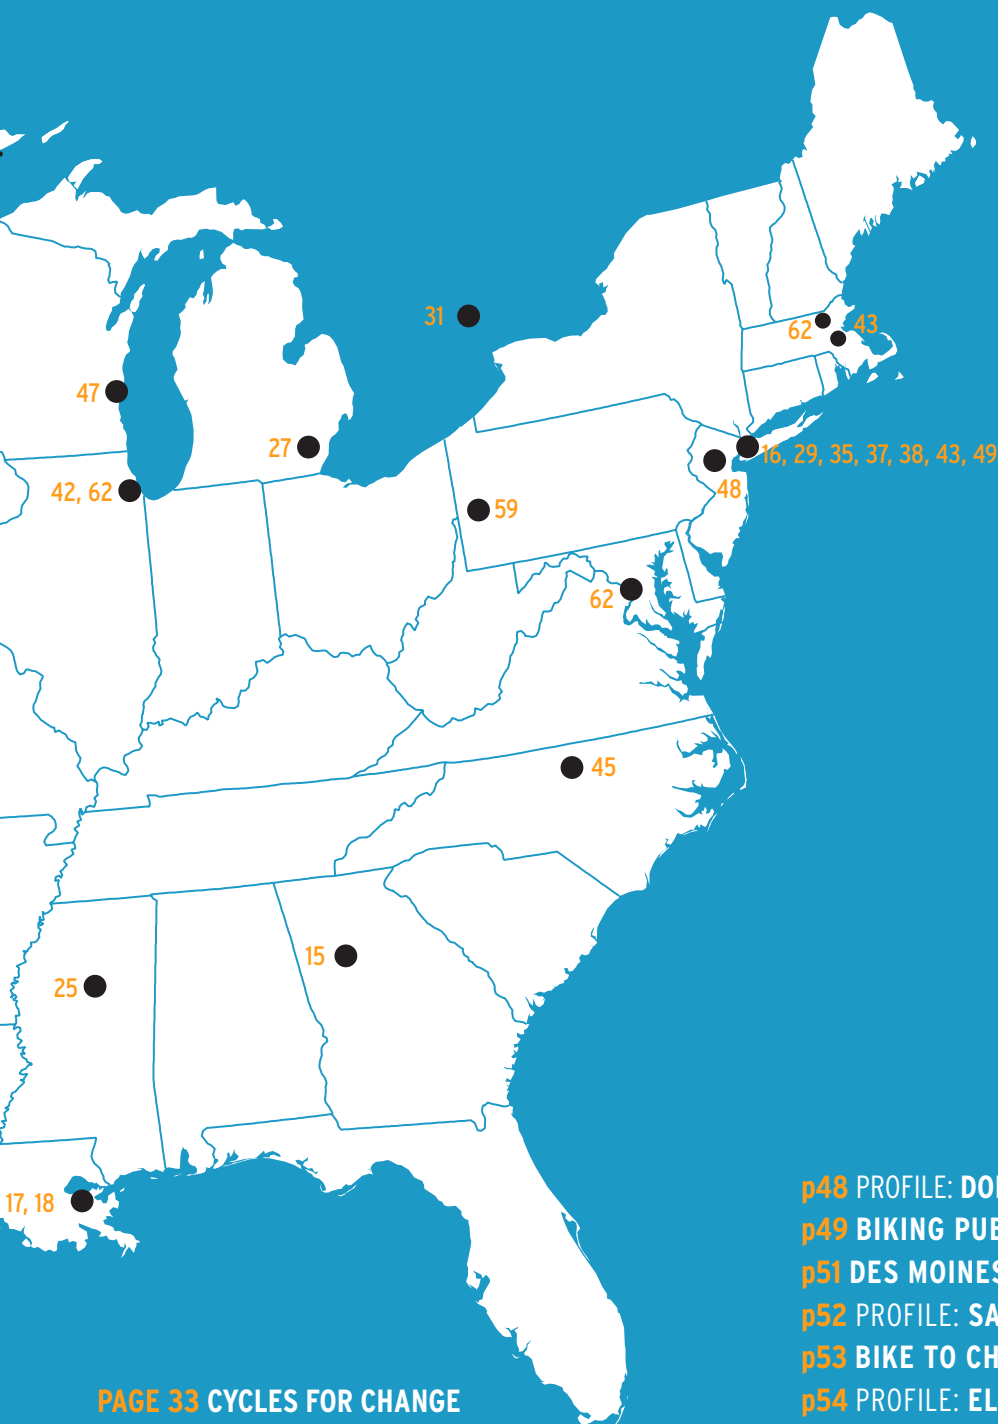 31
62
43
47
27
16, 29, 35, 37, 38, 43, 49
48
42, 62
59
62
45
15
25
17, 18
PAGE 33 CYCLES FOR CHANGE
p48 PROFILE:
p49 BIKING
p51 DES MOINES
p52 PROFILE:
p53 BIKE TO
p54 PROFILE: